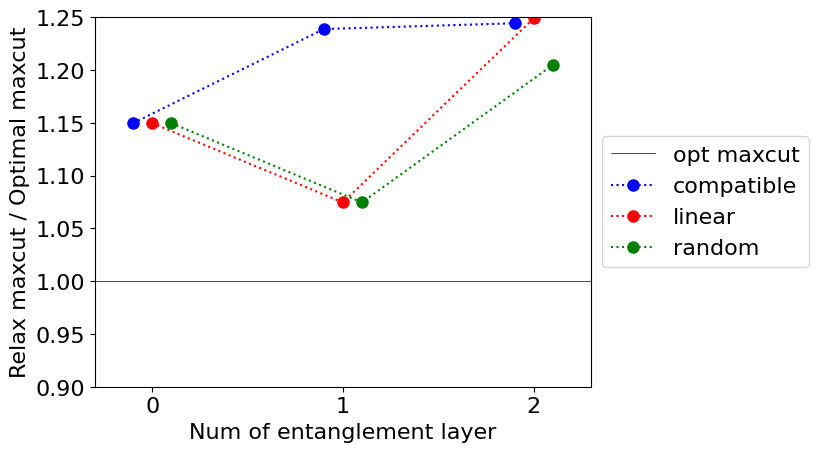 Relax maxcut / Optimal maxcut
1.25
1.20
1.15
1.10
1.05
1.00
0.95
0.90
0
1
2
Num of entanglement layer
opt maxcut
compatible
linear
random